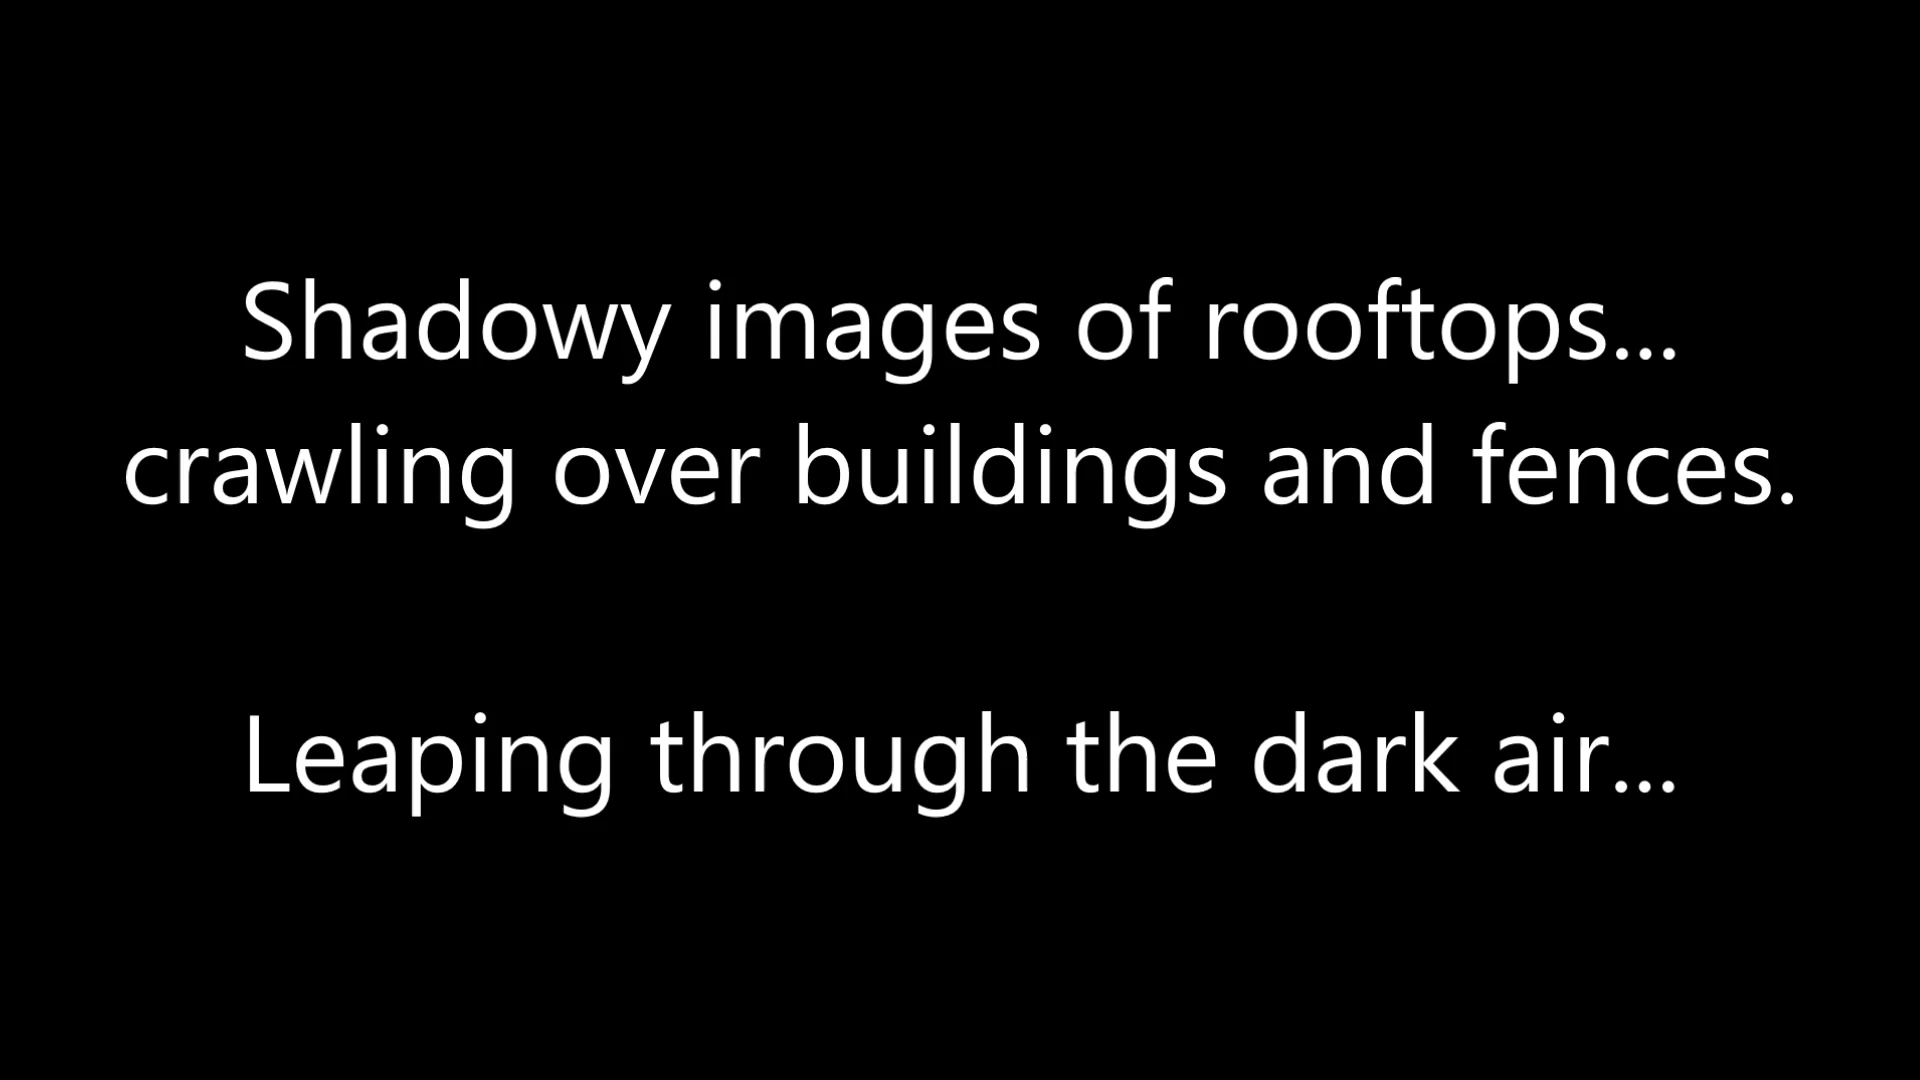 Shadowy images of rooftops...
crawling over buildings and fences.
Leaping through the dark air...